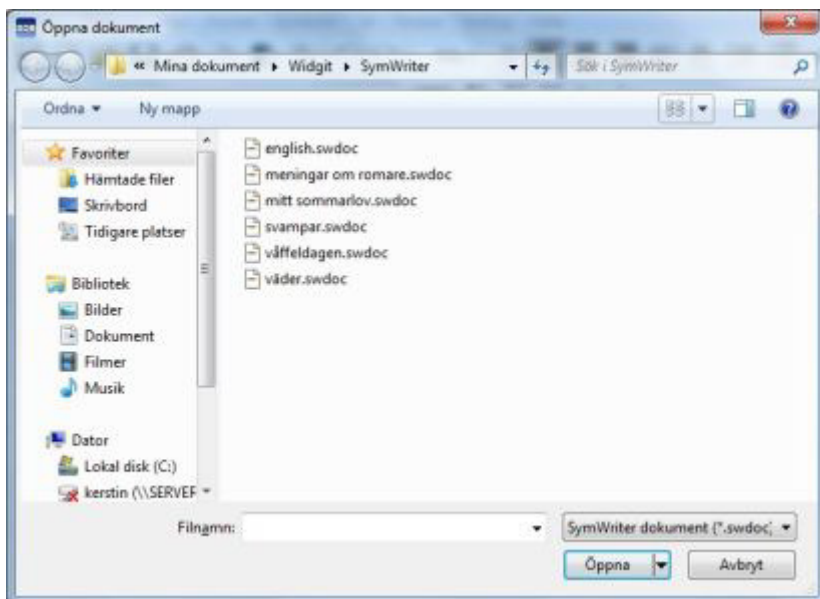 Öppna dokument
« Mina dokument Widgit SymWriter
Sök i SymWriter
Ordna
Ny mapp
Favoriter
Hämtade filer
Skrivbord
Tidigare platser
Bibliotek
Bilder
Dokument
Filmer
Musik
Dator
Lokal disk (C:)
kerstin (\\SERVEF
english.swdoc
meningar om romare.swdoc
mitt sommarlov.swdoc
svampar.swdoc
våffeldagen.swdoc
väder.swdoc
Filnamn:
SymWriter dokument (*.swdoc)
Öppna
Avbryt